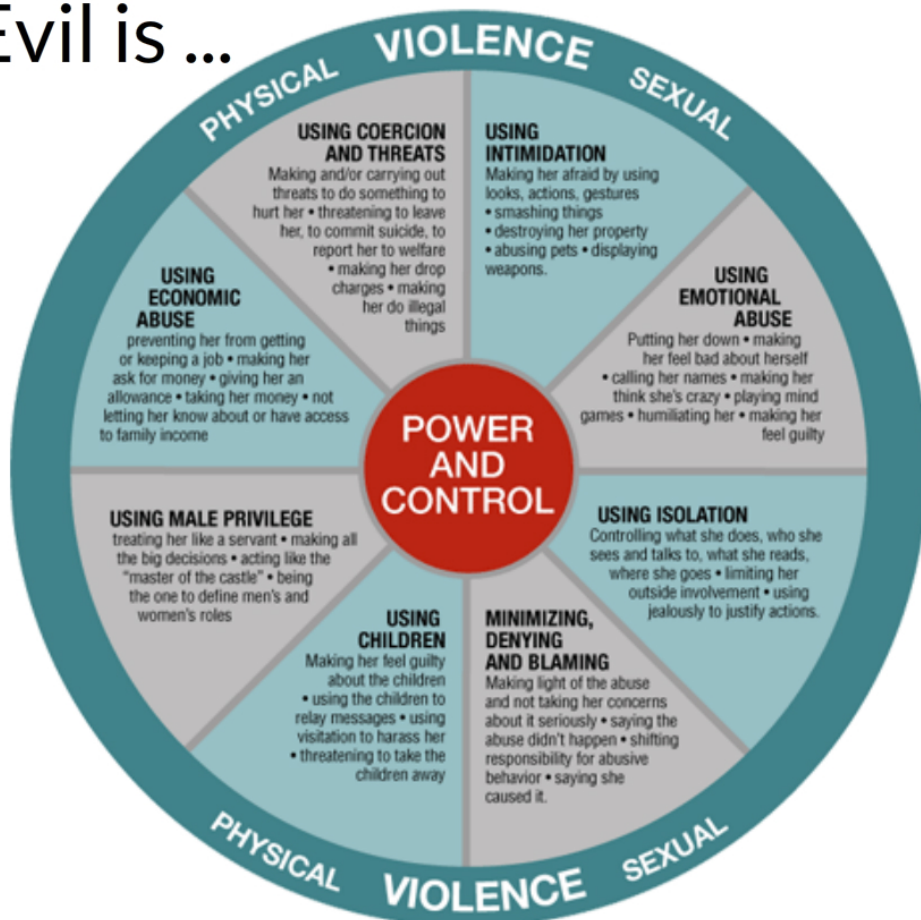 Evil is ...
PHYSICAL VIOLENCE SEXUAL
USING COERCION
AND THREATS
Making and/or carrying out
threats to do something to
hurt her • threatening to leave
her, to commit suicide, to
report her to welfare
• making her drop
charges • making
her do illegal
things
USING
INTIMIDATION
Making her afraid by using
looks, actions, gestures
• smashing things
• destroying her property
• abusing pets • displaying
weapons.
USING
ECONOMIC
ABUSE
preventing her from getting
or keeping a job • making her
ask for money • giving her an
allowance • taking her money • not
letting her know about or have access
to family income
USING
EMOTIONAL
ABUSE
Putting her down • making
her feel bad about herself
• calling her names • making her
think she's crazy • playing mind
games • humiliating her • making her
feel guilty
POWER
AND
CONTROL
USING MALE PRIVILEGE
treating her like a servant • making all
the big decisions • acting like the
"master of the castle" • being
the one to define men's and
women's roles
USING ISOLATION
Controlling what she does, who she
sees and talks to, what she reads,
where she goes • limiting her
outside involvement • using
jealously to justify actions.
USING
CHILDREN
Making her feel guilty
about the children
• using the children to
relay messages • using
visitation to harass her
• threatening to take the
children away
MINIMIZING,
DENYING
AND BLAMING
Making light of the abuse
and not taking her concerns
about it seriously • saying the
abuse didn't happen • shifting
responsibility for abusive
behavior • saying she
caused it.
PHYSICAL VIOLENCE SEXUAL